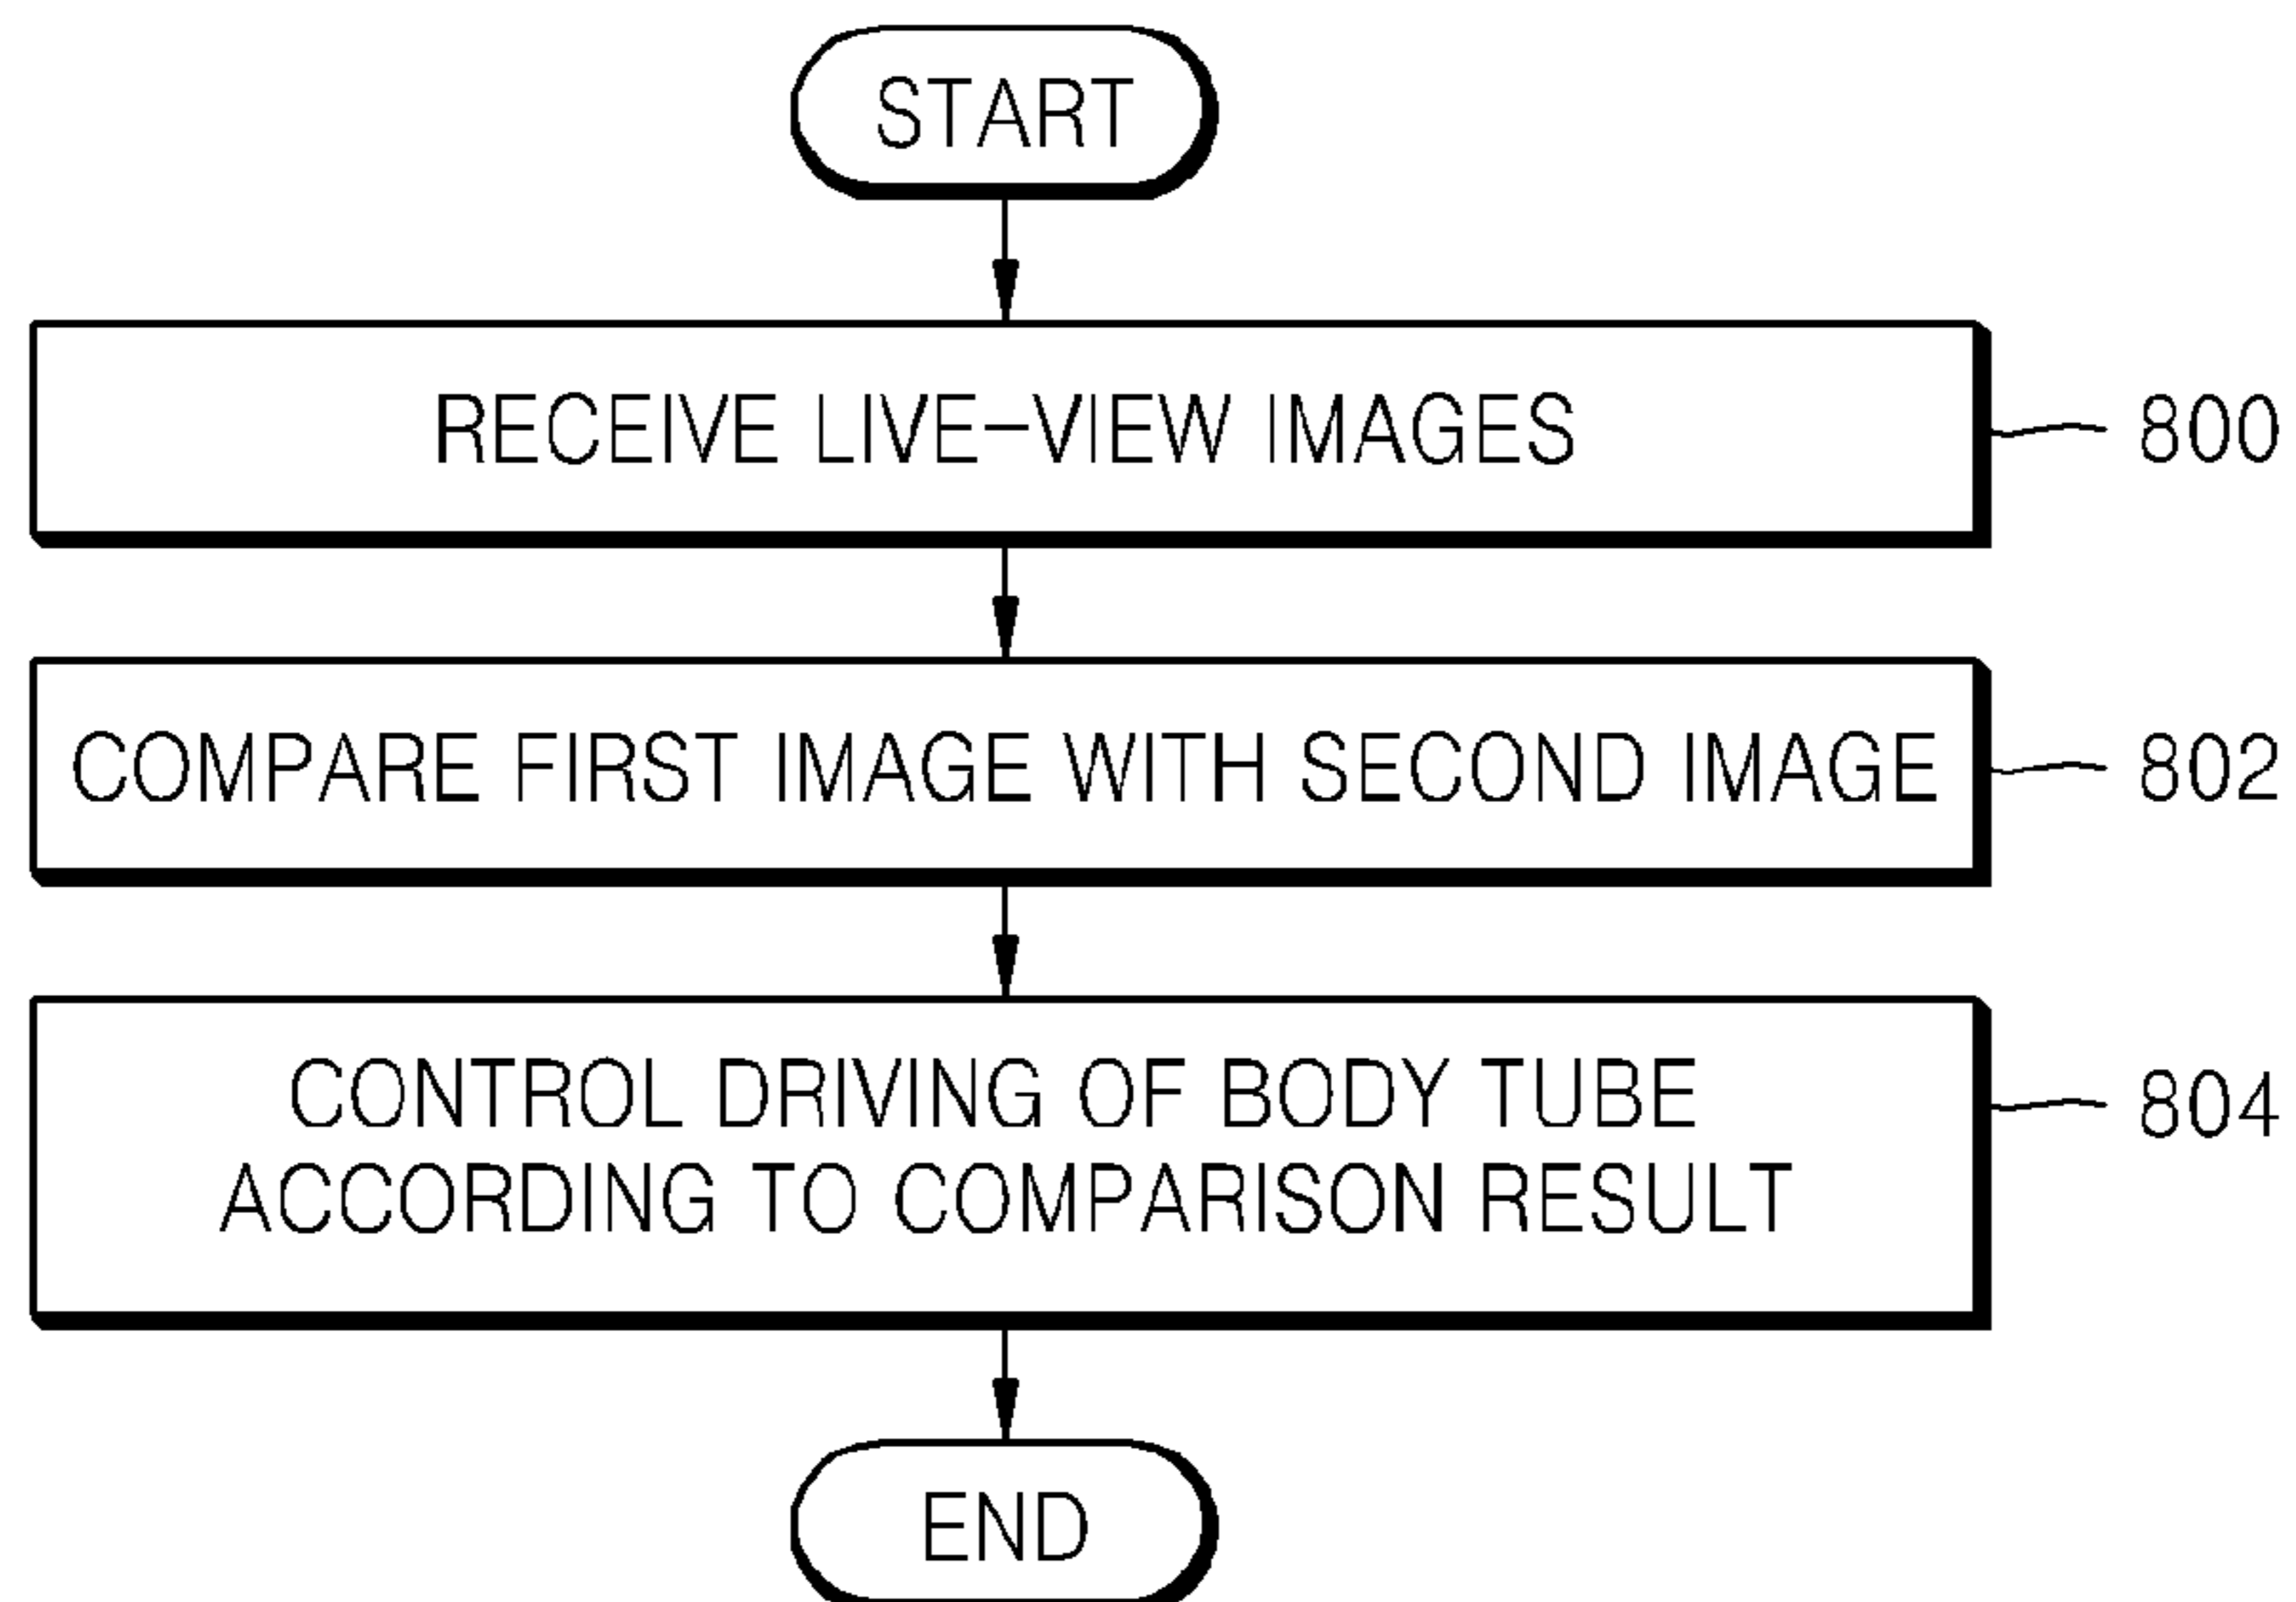 START
RECEIVE LIVE-VIEW IMAGES
800
COMPARE FIRST IMAGE WITH SECOND IMAGE
802
CONTROL DRIVING OF BODY TUBE
804
ACCORDING TO COMPARISON RESULT
END